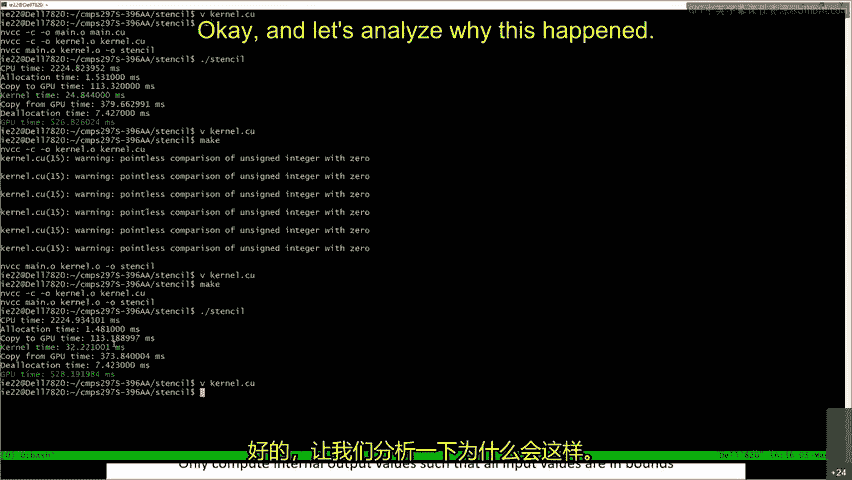 ie22@Dell7820:~/cmps297S-396AA/stencil$ v kernel.cu
Okay, and let's analyze why this happened.
nvcc -c -o main.o main.cu
nvcc -c -o kernel.o kernel.cu
nvcc main.o kernel.o -o stencil
ie22@Dell7820:~/cmps297S-396AA/stencil$ ./stencil
CPU time: 2224.823952 ms
Allocation time: 1.531000 ms
Copy to GPU time: 113.320000 ms
Kernel time: 24.844000 ms
Copy from GPU time: 379.662991 ms
Deallocation time: 7.427000 ms
GPU time: 526.826024 ms
ie22@Dell7820:~/cmps297S-396AA/stencil$ v kernel.cu
ie22@Dell7820:~/cmps297S-396AA/stencil$ make
nvcc -c -o kernel.o kernel.cu
kernel.cu(15): warning: pointless comparison of unsigned integer with zero
kernel.cu(15): warning: pointless comparison of unsigned integer with zero
kernel.cu(15): warning: pointless comparison of unsigned integer with zero
kernel.cu(15): warning: pointless comparison of unsigned integer with zero
kernel.cu(15): warning: pointless comparison of unsigned integer with zero
kernel.cu(15): warning: pointless comparison of unsigned integer with zero
nvcc main.o kernel.o -o stencil
ie22@Dell7820:~/cmps297S-396AA/stencil$ v kernel.cu
ie22@Dell7820:~/cmps297S-396AA/stencil$ make
nvcc -c -o kernel.o kernel.cu
nvcc main.o kernel.o -o stencil
ie22@Dell7820:~/cmps297S-396AA/stencil$ ./stencil
CPU time: 2224.934101 ms
Allocation time: 1.481000 ms
Copy to GPU time: 113.188997 ms
Kernel time: 32.221001 ms
Copy from GPU time: 373.840004 ms
Deallocation time: 7.423000 ms
GPU time: 528.191984 ms
ie22@Dell7820:~/cmps297S-396AA/stencil$ v kernel.cu
ie22@Dell7820:~/cmps297S-396AA/stencil$
好的，让我们分析一下为什么会这样。
Only compute internal output values such that all input values are in bounds
+24